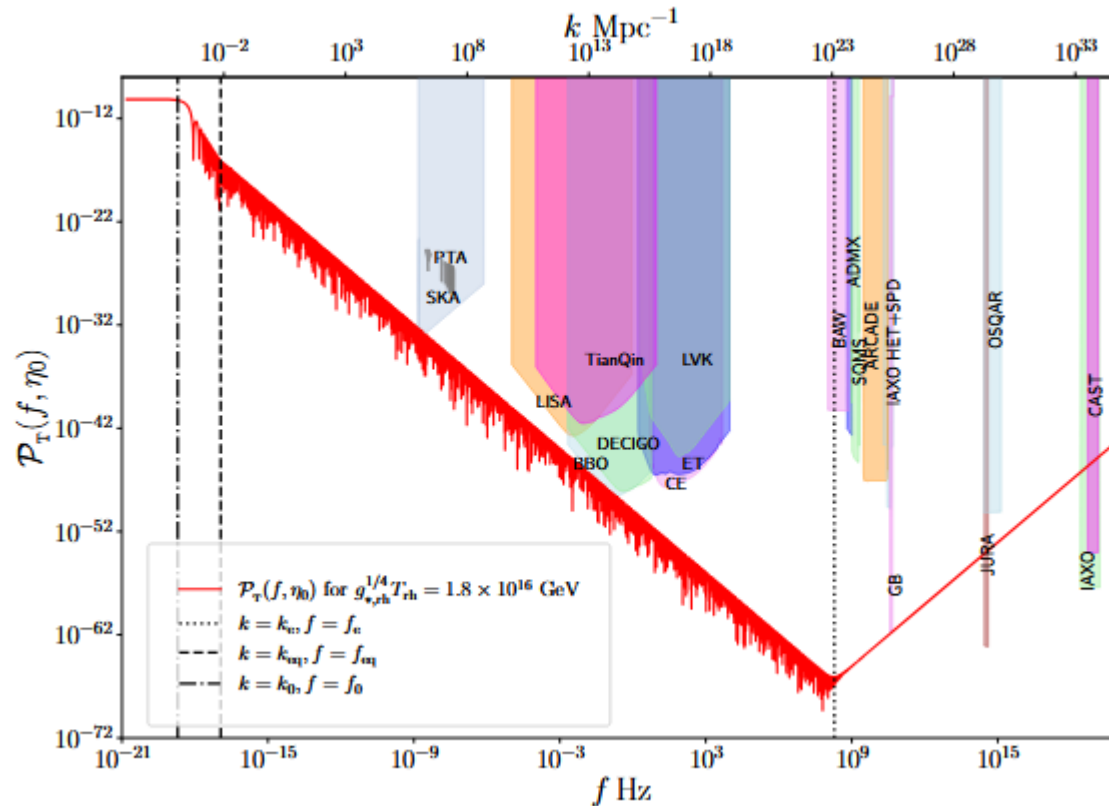 k Mpc⁻¹
10⁻² 10³ 10⁸ 10¹³ 10¹⁸ 10²³ 10²⁸ 10³³
10⁻¹²
10⁻²²
10⁻³²
10⁻⁴²
10⁻⁵²
10⁻⁶²
10⁻⁷²
𝒫_T(f, η₀)
PTA
SKA
LISA
TianQin
LVK
DECIGO
BBO
ET
CE
BAW
ADMX
SQMS
ARCADE
IAXO HET+SPD
GB
OSQAR
JURA
CAST
IAXO
𝒫_T(f, η₀) for g_{*,rh}^{1/4} T_rh = 1.8 × 10¹⁶ GeV
k = k_e, f = f_e
k = k_eq, f = f_eq
k = k₀, f = f₀
10⁻²¹ 10⁻¹⁵ 10⁻⁹ 10⁻³ 10³ 10⁹ 10¹⁵
f Hz